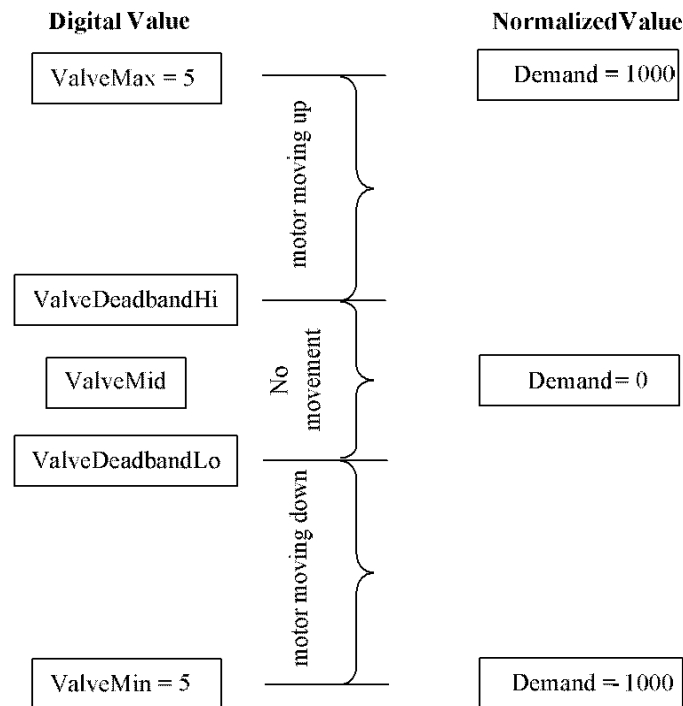 Digital Value
NormalizedValue
ValveMax = 5
Demand = 1000
motor moving up
ValveDeadbandHi
ValveMid
No
movement
Demand = 0
ValveDeadbandLo
motor moving down
ValveMin = 5
Demand = -1000